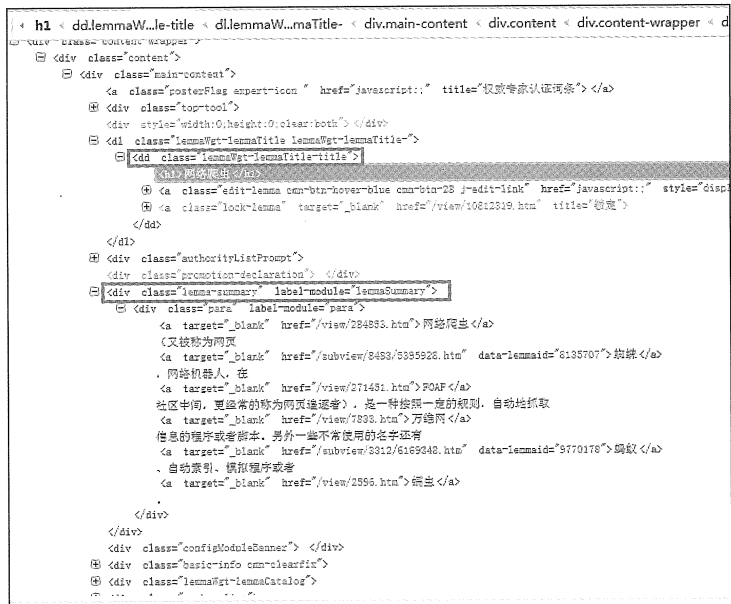 h1 < dd.lemmaW...le-title < dl.lemmaW...maTitle- < div.main-content < div.content < div.content-wrapper < d
<div class="content-wrapper">
<div class="content">
<div class="main-content">
<a class="posterFlag expert-icon " href="javascript:;" title="权威专家认证词条"></a>
<div class="top-tool">
<div style="width:0;height:0;clear:both"></div>
<dl class="lemmaWgt-lemmaTitle lemmaWgt-lemmaTitle-">
<dd class="lemmaWgt-lemmaTitle-title">
<h1>网络爬虫</h1>
<a class="edit-lemma cmn-btn-hover-blue cmn-btn-28 j-edit-link" href="javascript:;" style="displ
<a class="lock-lemma" target="_blank" href="/view/10812319.htm" title="锁定">
</dd>
</dl>
<div class="authorityListPrompt">
<div class="promotion-declaration"> </div>
<div class="lemma-summary" label-module="lemmaSummary">
<div class="para" label-module="para">
<a target="_blank" href="/view/284853.htm">网络爬虫</a>
（又被称为网页
<a target="_blank" href="/subview/8483/5395928.htm" data-lemmaid="8135707">蜘蛛</a>
，网络机器人，在
<a target="_blank" href="/view/271451.htm">FOAF</a>
社区中间，更经常的称为网页追逐者），是一种按照一定的规则，自动地抓取
<a target="_blank" href="/view/7833.htm">万维网</a>
信息的程序或者脚本。另外一些不常使用的名字还有
<a target="_blank" href="/subview/3312/6169348.htm" data-lemmaid="9770178">蚂蚁</a>
、自动索引、模拟程序或者
<a target="_blank" href="/view/2596.htm">蠕虫</a>
。
</div>
</div>
<div class="configModuleBanner"> </div>
<div class="basic-info cmn-clearfix">
<div class="lemmaWgt-lemmaCatalog">